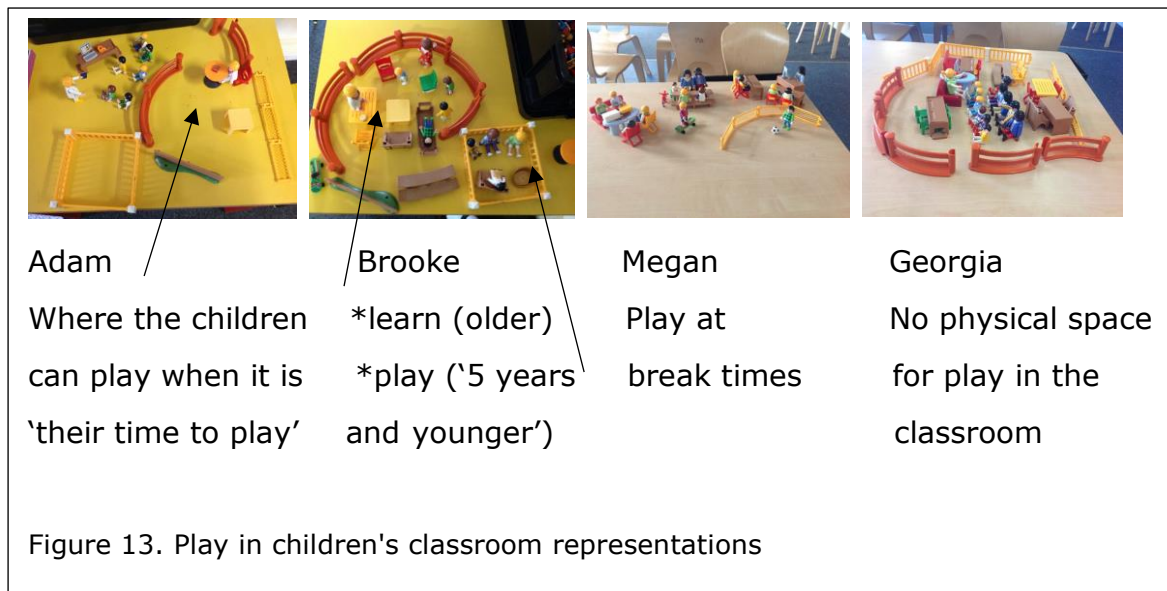 Adam
Where the children
can play when it is
‘their time to play’
Brooke
*learn (older)
*play (‘5 years
and younger’)
Megan
Play at
break times
Georgia
No physical space
for play in the
classroom
Figure 13. Play in children's classroom representations